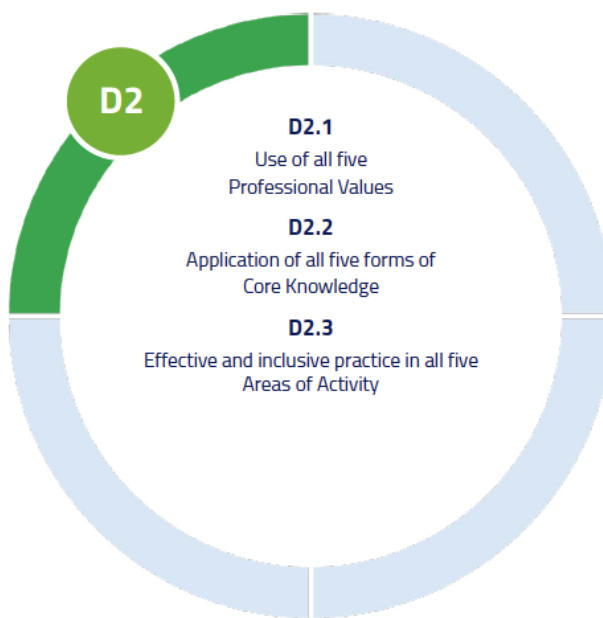 D2
D2.1
Use of all five
Professional Values
D2.2
Application of all five forms of
Core Knowledge
D2.3
Effective and inclusive practice in all five
Areas of Activity